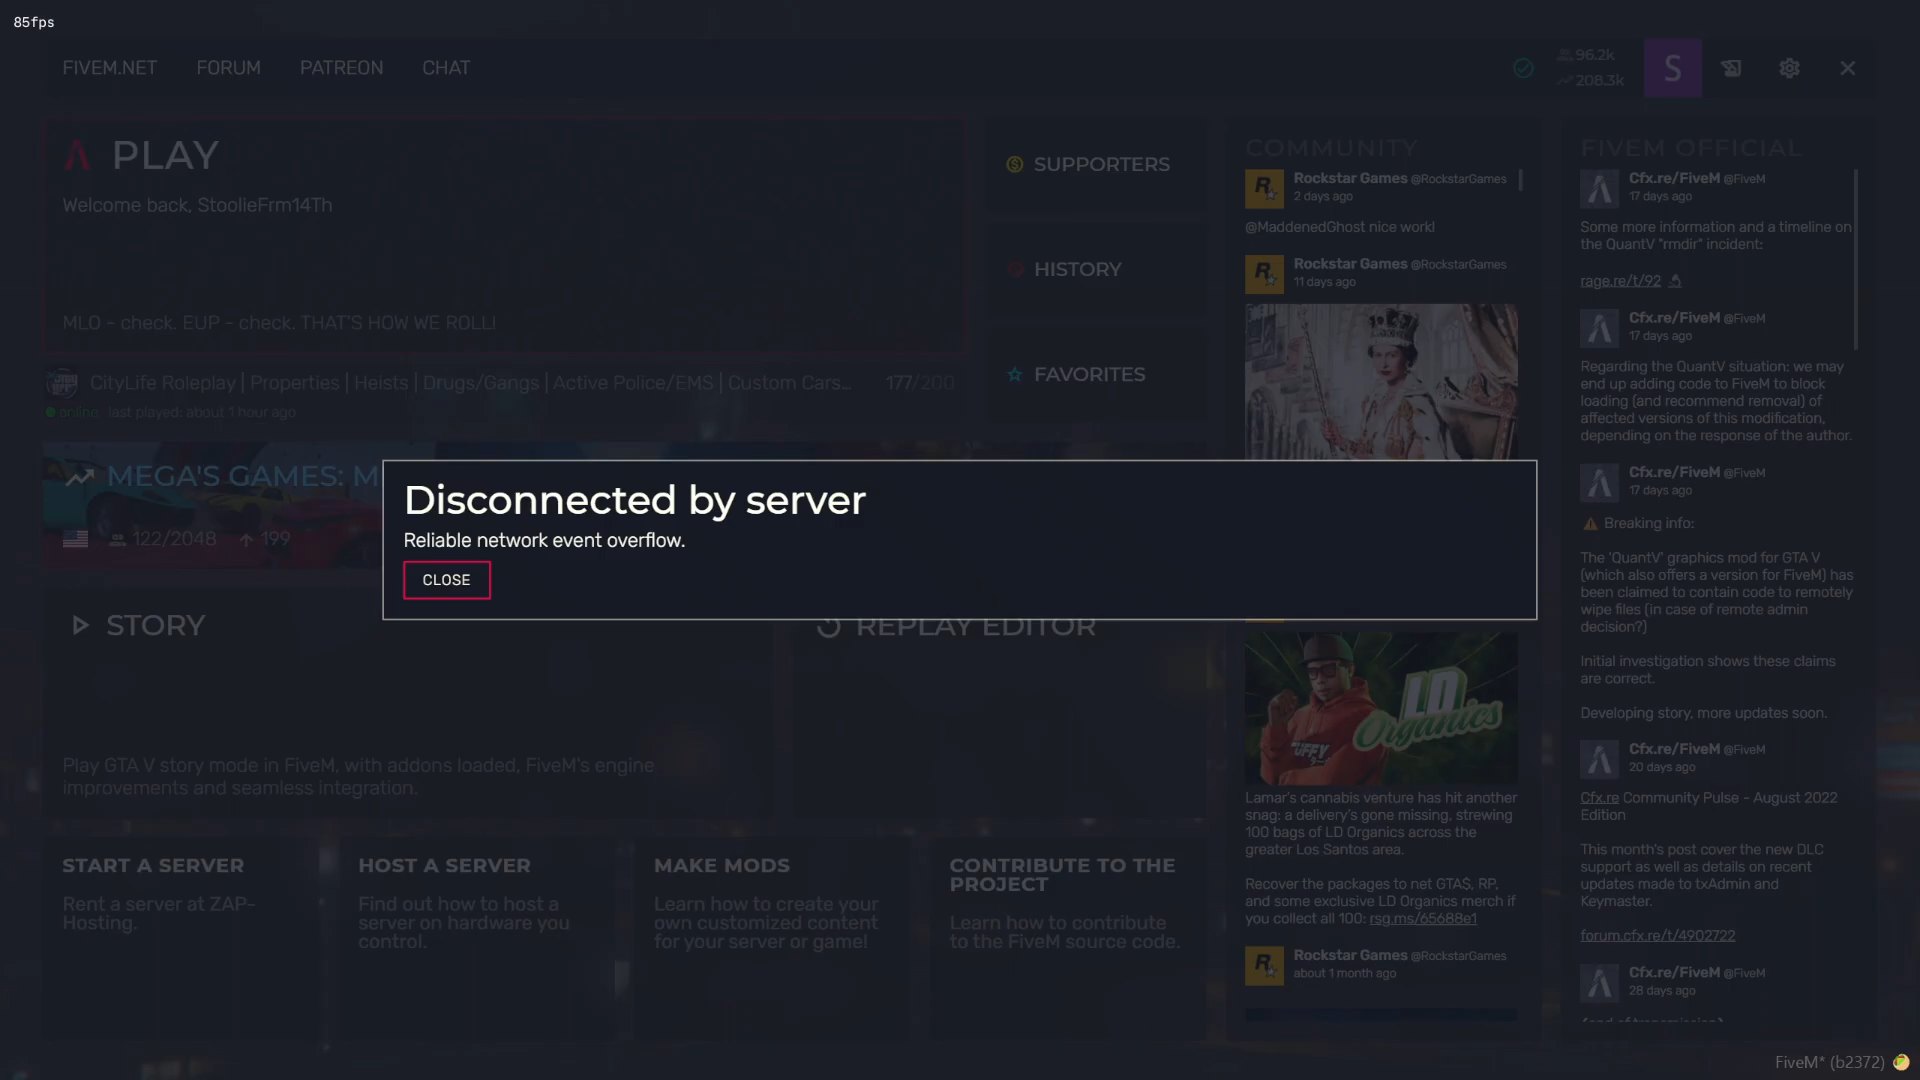 85fps
FIVEM.NET FORUM PATREON CHAT
96.2k
208.3k
S
PLAY
Welcome back, StoolieFrm14Th
MLO - check. EUP - check. THAT'S HOW WE ROLL!
CityLife Roleplay | Properties | Heists | Drugs/Gangs | Active Police/EMS | Custom Cars... 177/200
online last played: about 1 hour ago
SUPPORTERS
HISTORY
FAVORITES
MEGA'S GAMES: M
122/2048 199
Disconnected by server
Reliable network event overflow.
CLOSE
STORY
Play GTA V story mode in FiveM, with addons loaded, FiveM's engine
improvements and seamless integration.
REPLAY EDITOR
START A SERVER
Rent a server at ZAP-
Hosting.
HOST A SERVER
Find out how to host a
server on hardware you
control.
MAKE MODS
Learn how to create your
own customized content
for your server or game!
CONTRIBUTE TO THE
PROJECT
Learn how to contribute
to the FiveM source code.
COMMUNITY
Rockstar Games @RockstarGames
2 days ago
@MaddenedGhost nice work!
Rockstar Games @RockstarGames
11 days ago
LD
Organics
Lamar's cannabis venture has hit another
snag: a delivery's gone missing, strewing
100 bags of LD Organics across the
greater Los Santos area.
Recover the packages to net GTA$, RP,
and some exclusive LD Organics merch if
you collect all 100: rsg.ms/65688e1
Rockstar Games @RockstarGames
about 1 month ago
FIVEM OFFICIAL
Cfx.re/FiveM @FiveM
17 days ago
Some more information and a timeline on
the QuantV "rmdir" incident:
rage.re/t/92
Cfx.re/FiveM @FiveM
17 days ago
Regarding the QuantV situation: we may
end up adding code to FiveM to block
loading (and recommend removal) of
affected versions of this modification,
depending on the response of the author.
Cfx.re/FiveM @FiveM
17 days ago
⚠ Breaking info:
The 'QuantV' graphics mod for GTA V
(which also offers a version for FiveM) has
been claimed to contain code to remotely
wipe files (in case of remote admin
decision?)
Initial investigation shows these claims
are correct.
Developing story, more updates soon.
Cfx.re/FiveM @FiveM
20 days ago
Cfx.re Community Pulse - August 2022
Edition
This month's post cover the new DLC
support as well as details on recent
updates made to txAdmin and
Keymaster.
forum.cfx.re/t/4902722
Cfx.re/FiveM @FiveM
28 days ago
FiveM* (b2372)